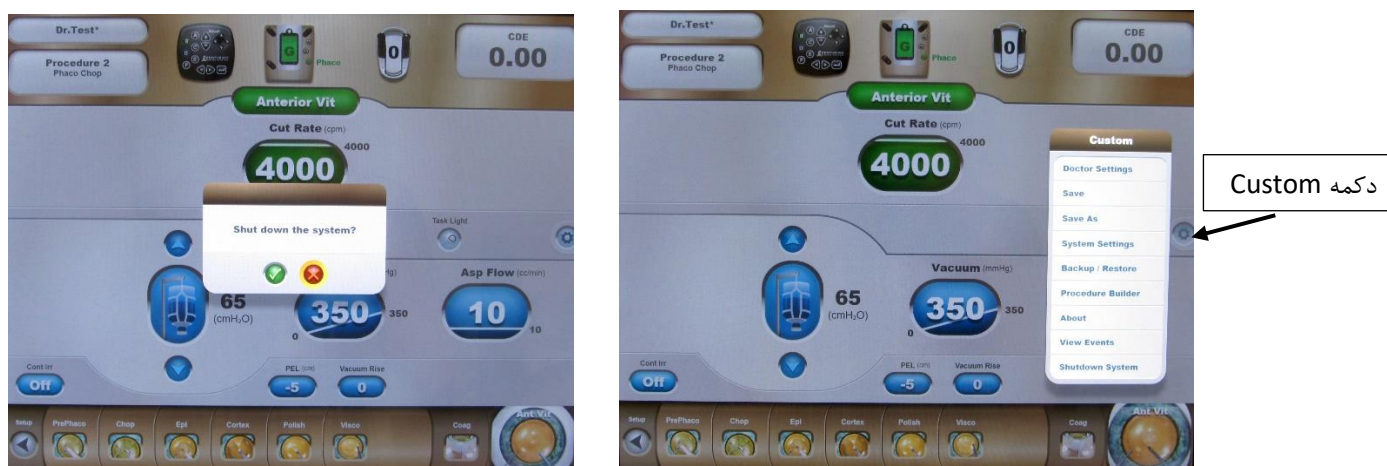 Dr.Test*
Procedure 2
Phaco Chop
G
Phaco
0
CDE
0.00
Anterior Vit
Cut Rate (cpm)
4000
4000
Shut down the system?
Task Light
65
(cmH₂O)
350
350
0
Asp Flow (cc/min)
10
10
Cont Irr
Off
PEL (cm)
-5
Vacuum Rise
0
Setup
PrePhaco
Chop
Epi
Cortex
Polish
Visco
Coag
Ant Vit
Dr.Test*
Procedure 2
Phaco Chop
G
Phaco
0
CDE
0.00
Anterior Vit
Cut Rate (cpm)
4000
4000
Custom
Doctor Settings
Save
Save As
System Settings
Backup / Restore
Procedure Builder
About
View Events
Shutdown System
65
(cmH₂O)
Vacuum (mmHg)
350
350
0
Cont Irr
Off
PEL (cm)
-5
Vacuum Rise
0
Setup
PrePhaco
Chop
Epi
Cortex
Polish
Visco
Coag
Ant Vit
دکمه Custom